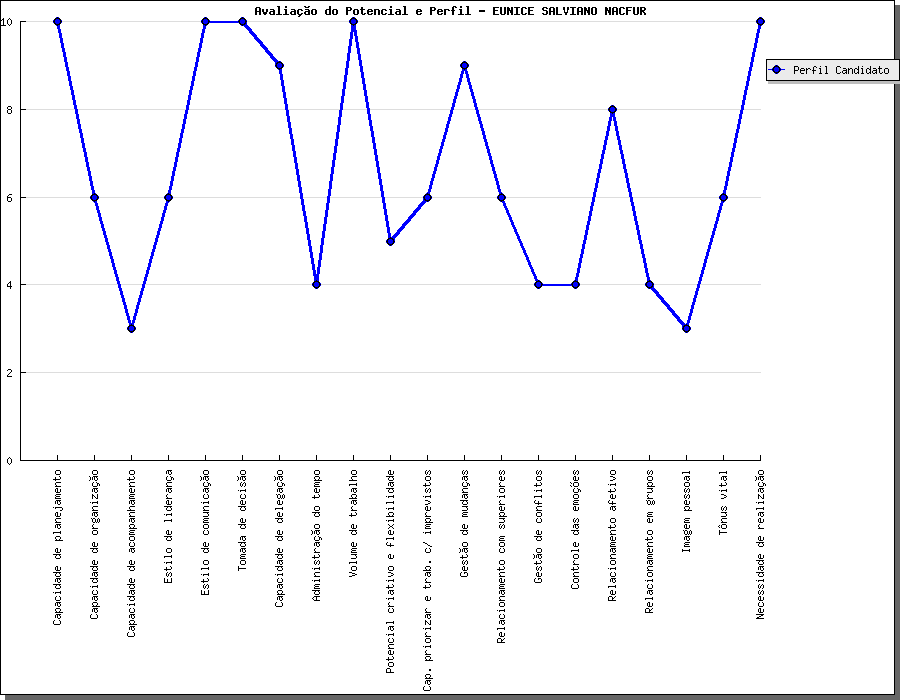 Avaliação do Potencial e Perfil - EUNICE SALVIANO NACFUR
Perfil Candidato
10
8
6
4
2
0
Capacidade de planejamento
Capacidade de organização
Capacidade de acompanhamento
Estilo de liderança
Estilo de comunicação
Tomada de decisão
Capacidade de delegação
Administração do tempo
Volume de trabalho
Potencial criativo e flexibilidade
Cap. priorizar e trab. c/ imprevistos
Gestão de mudanças
Relacionamento com superiores
Gestão de conflitos
Controle das emoções
Relacionamento afetivo
Relacionamento em grupos
Imagem pessoal
Tônus vital
Necessidade de realização